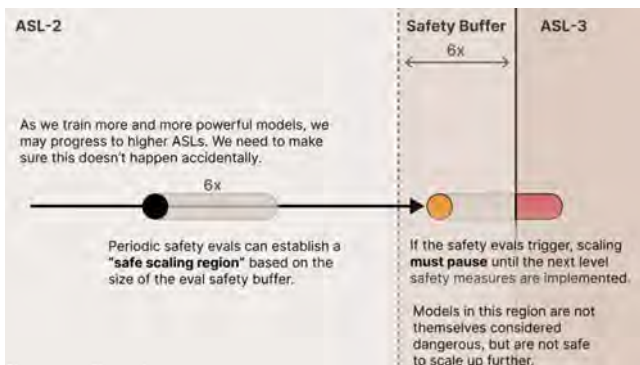 ASL-2
Safety Buffer
ASL-3
6x
As we train more and more powerful models, we
may progress to higher ASLs. We need to make
sure this doesn't happen accidentally.
6x
Periodic safety evals can establish a
"safe scaling region" based on the
size of the eval safety buffer.
If the safety evals trigger, scaling
must pause until the next level
safety measures are implemented.
Models in this region are not
themselves considered
dangerous, but are not safe
to scale up further.